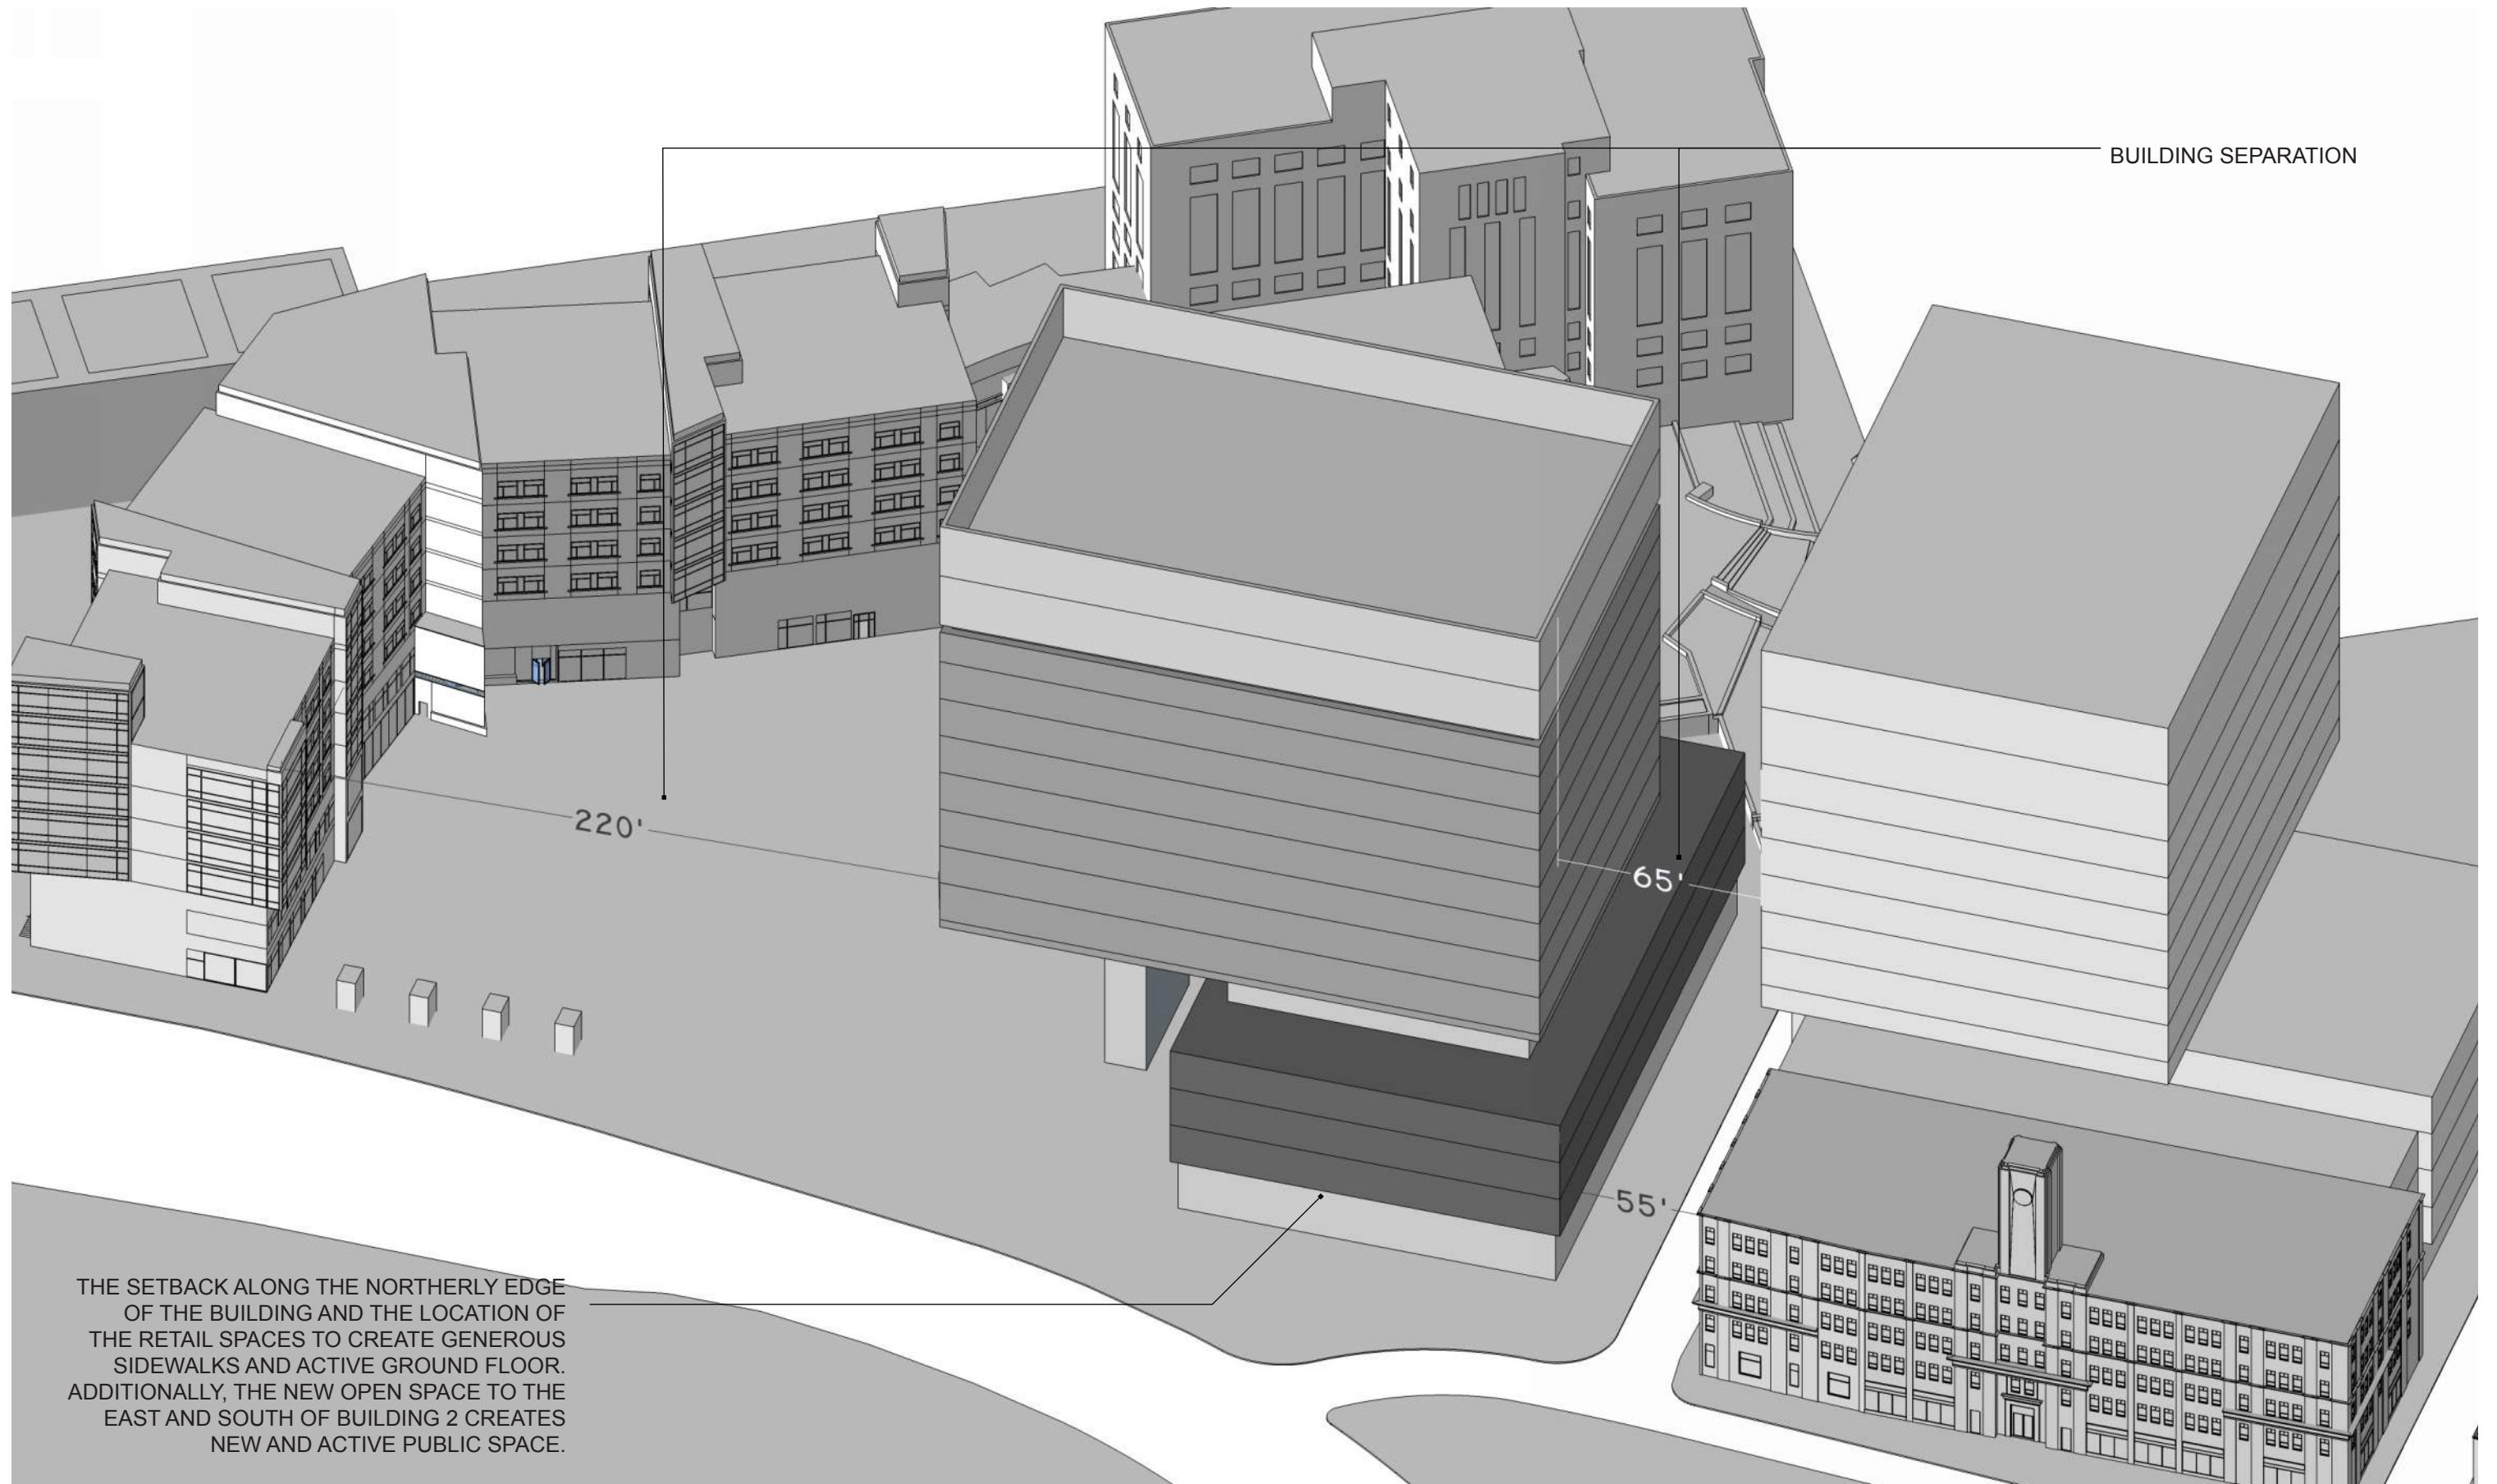 BUILDING SEPARATION
220'
65'
55'
THE SETBACK ALONG THE NORTHERLY EDGE
OF THE BUILDING AND THE LOCATION OF
THE RETAIL SPACES TO CREATE GENEROUS
SIDEWALKS AND ACTIVE GROUND FLOOR.
ADDITIONALLY, THE NEW OPEN SPACE TO THE
EAST AND SOUTH OF BUILDING 2 CREATES
NEW AND ACTIVE PUBLIC SPACE.